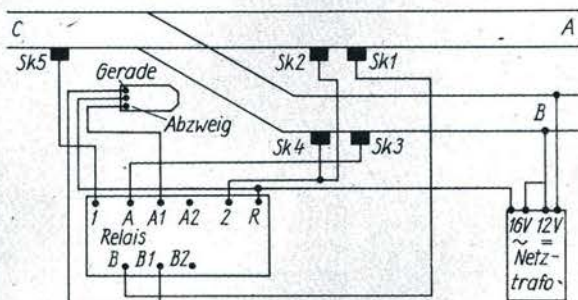 C A
Sk5 Sk2 Sk1
Gerade
Abzweig
B
Sk4 Sk3
1 A A1 A2 2 R
Relais
B B1 B2
16V 12V
~ =
Netz-
trafo